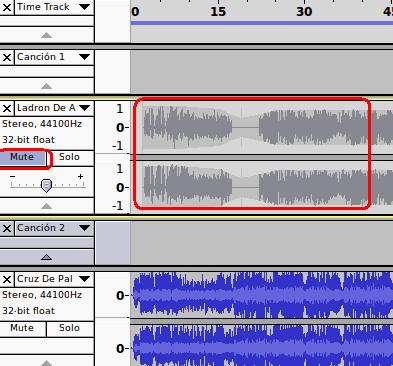 Time Track
0 15 30 45
Canción 1
Ladron De A
Stereo, 44100Hz
32-bit float
Mute Solo
- +
1
0-
-1
1
0-
-1
Canción 2
Cruz De Pal
Stereo, 44100Hz
32-bit float
Mute Solo
0-
0-